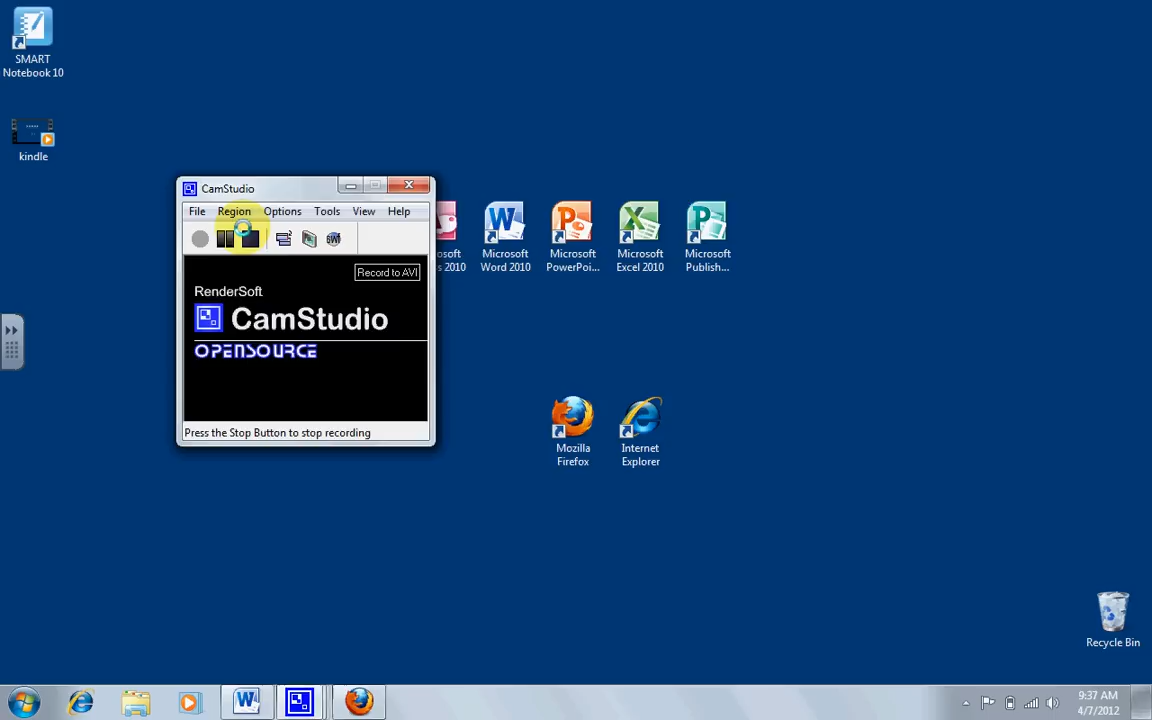 SMART
Notebook 10
kindle
CamStudio
File Region Options Tools View Help
Record to AVI
RenderSoft
CamStudio
OPENSOURCE
Press the Stop Button to stop recording
osoft
s 2010
Microsoft
Word 2010
Microsoft
PowerPoi...
Microsoft
Excel 2010
Microsoft
Publish...
Mozilla
Firefox
Internet
Explorer
Recycle Bin
9:37 AM
4/7/2012